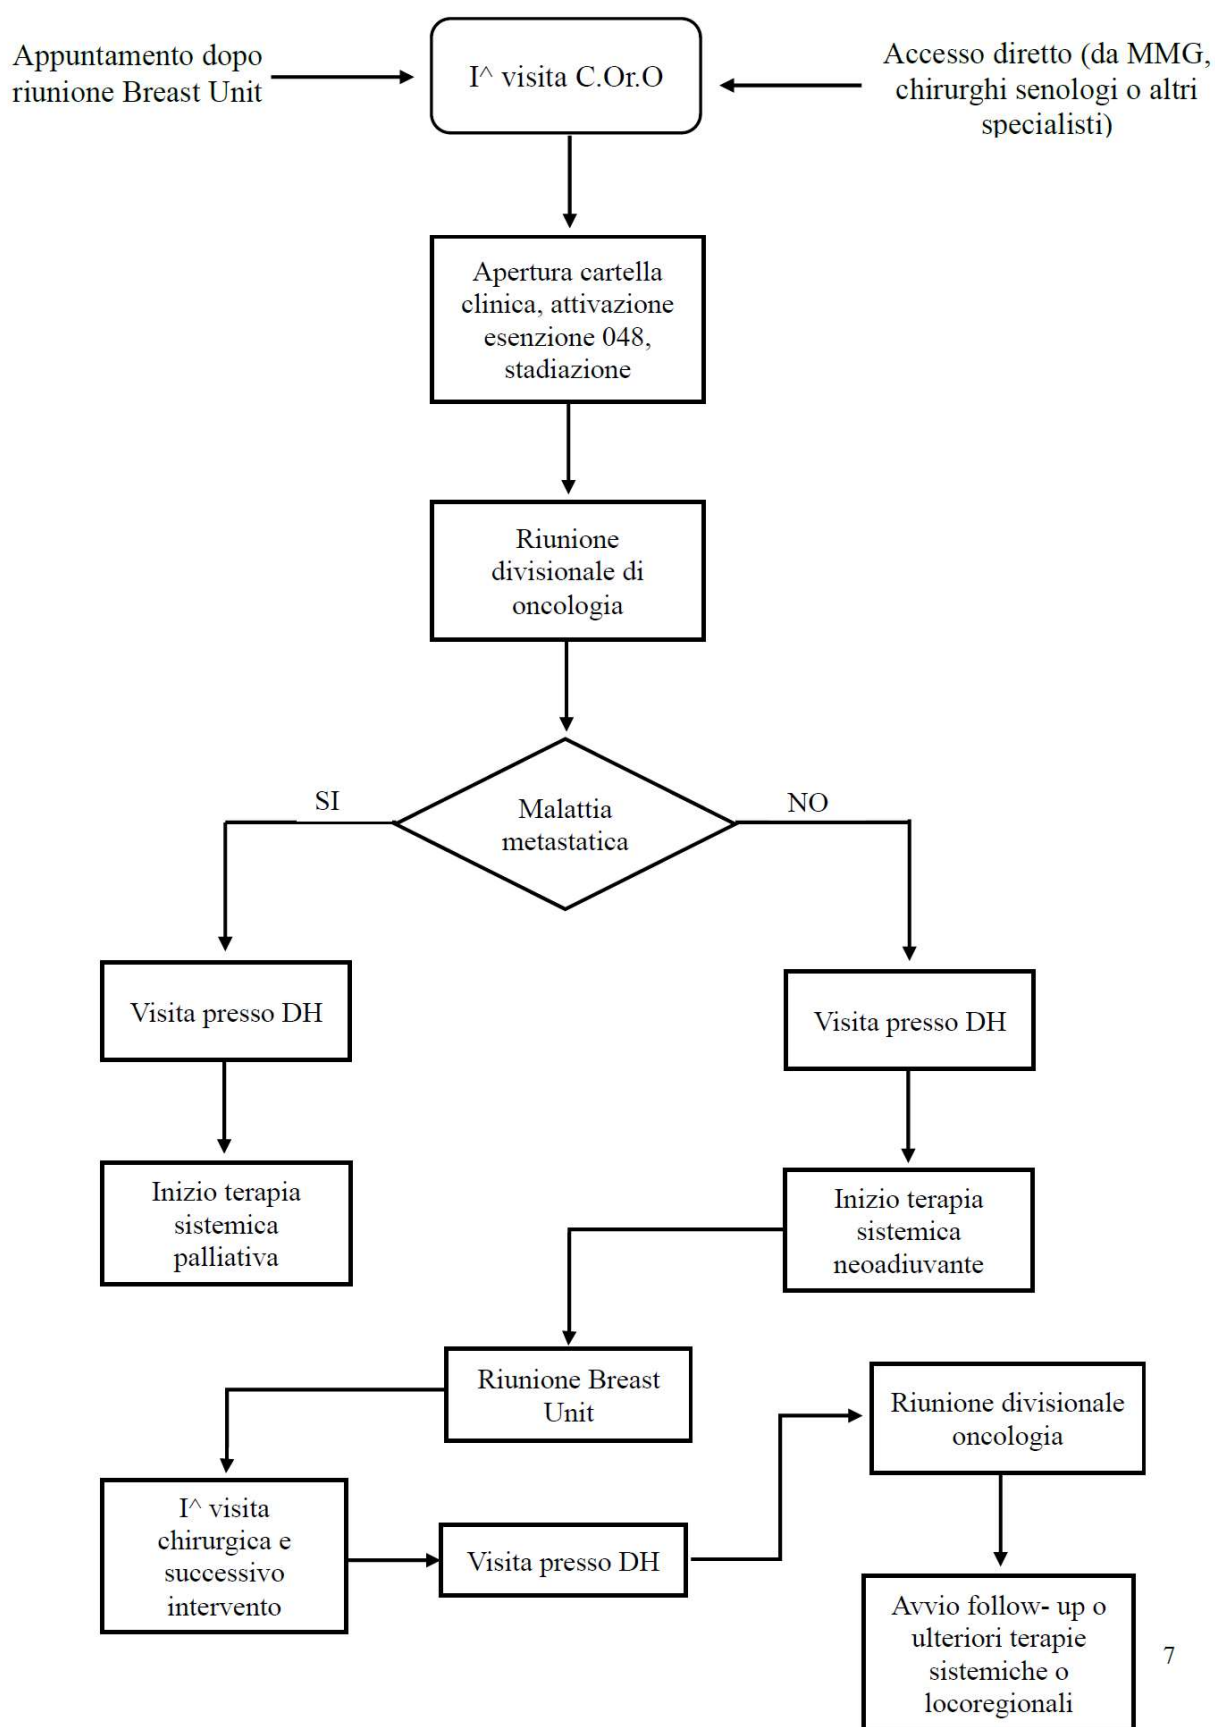 Appuntamento dopo
riunione Breast Unit
I^ visita C.Or.O
Accesso diretto (da MMG,
chirurghi senologi o altri
specialisti)
Apertura cartella
clinica, attivazione
esenzione 048,
stadiazione
Riunione
divisionale di
oncologia
SI
Malattia
metastatica
NO
Visita presso DH
Visita presso DH
Inizio terapia
sistemica
palliativa
Inizio terapia
sistemica
neoadiuvante
Riunione Breast
Unit
Riunione divisionale
oncologia
I^ visita
chirurgica e
successivo
intervento
Visita presso DH
Avvio follow- up o
ulteriori terapie
sistemiche o
locoregionali
7